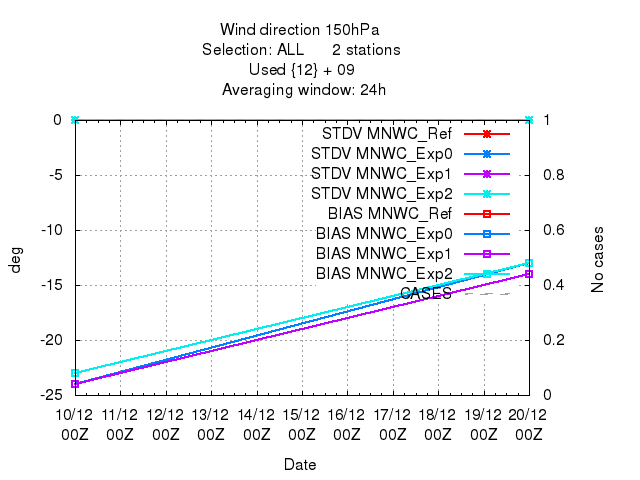 Wind direction 150hPa
Selection: ALL 2 stations
Used {12} + 09
Averaging window: 24h
0
-5
-10
-15
-20
-25
deg
1
0.8
0.6
0.4
0.2
0
No cases
STDV MNWC_Ref
STDV MNWC_Exp0
STDV MNWC_Exp1
STDV MNWC_Exp2
BIAS MNWC_Ref
BIAS MNWC_Exp0
BIAS MNWC_Exp1
BIAS MNWC_Exp2
CASES
10/12 11/12 12/12 13/12 14/12 15/12 16/12 17/12 18/12 19/12 20/12
00Z 00Z 00Z 00Z 00Z 00Z 00Z 00Z 00Z 00Z 00Z
Date